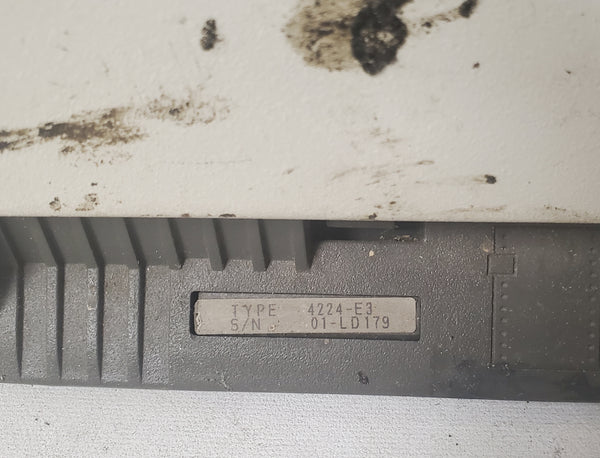 TYPE 4224-E3
S/N 01-LD179